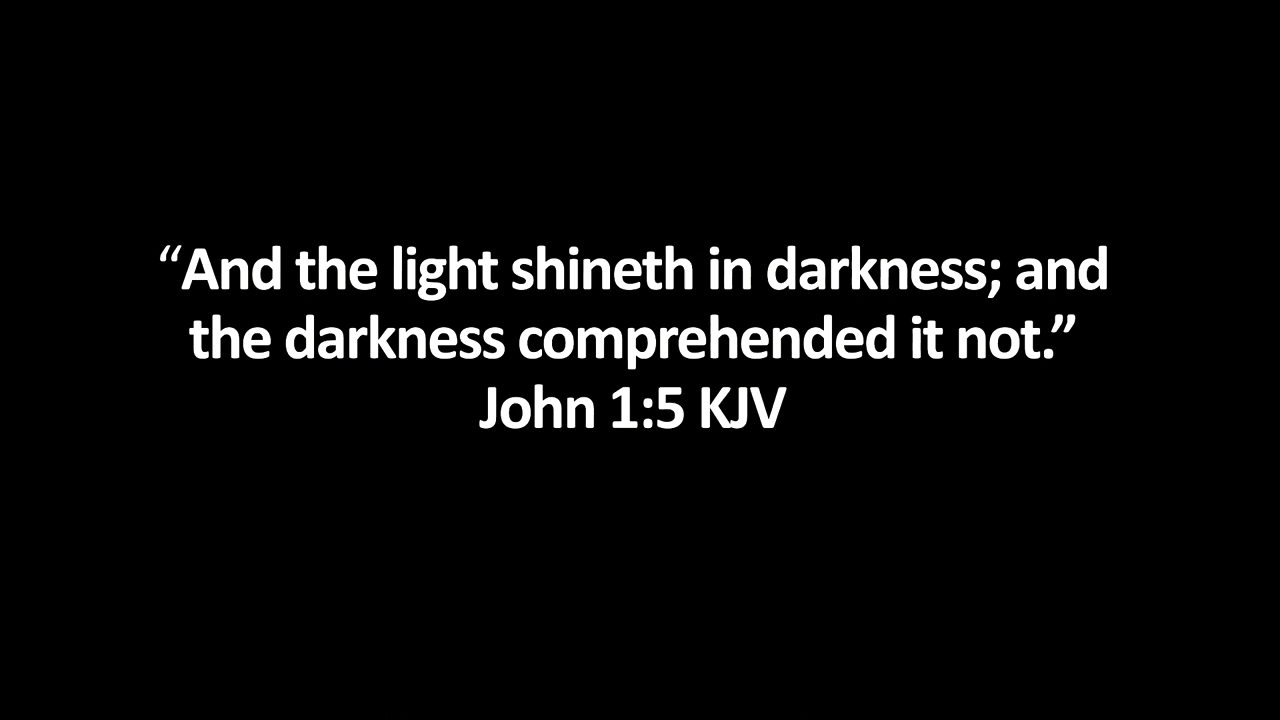 “And the light shineth in darkness; and
the darkness comprehended it not.”
John 1:5 KJV